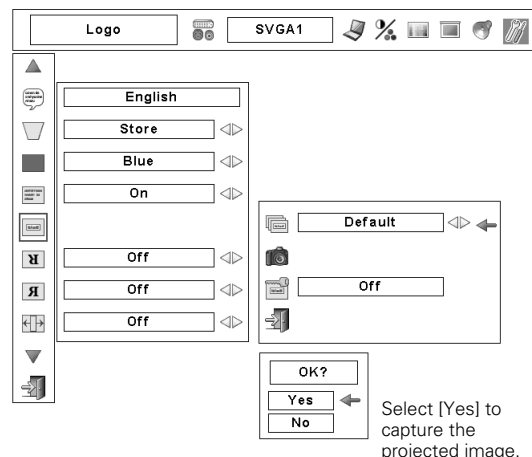 Logo
SVGA1
English
Store
Blue
On
Off
Off
Off
Default
Off
OK?
Yes
No
Select [Yes] to
capture the
projected image.